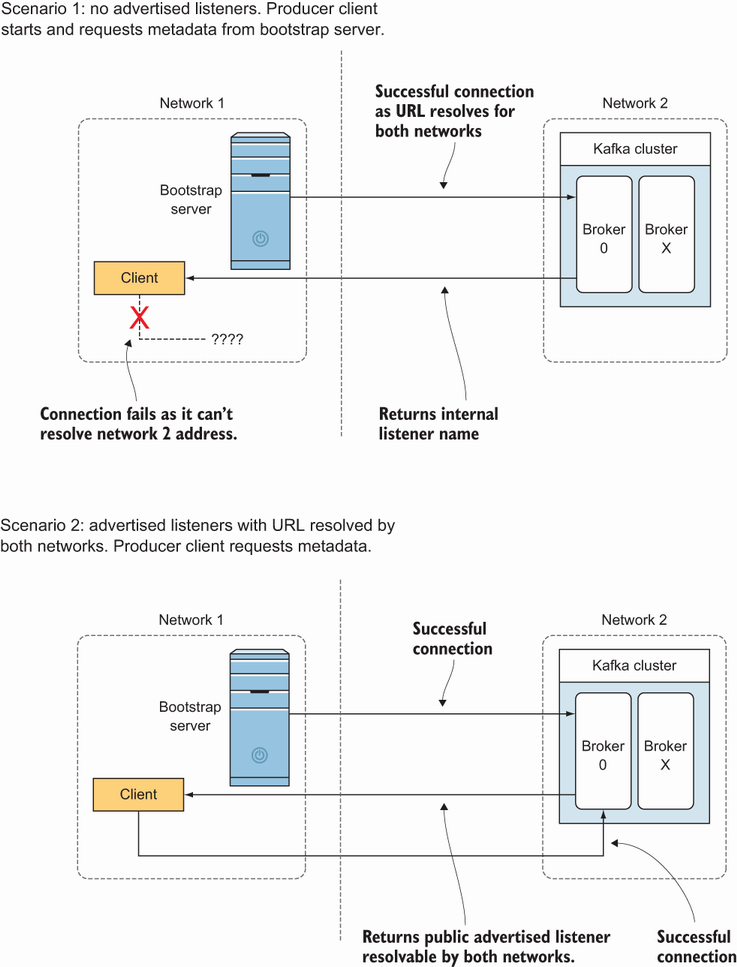 Scenario 1: no advertised listeners. Producer client
starts and requests metadata from bootstrap server.
Network 1
Successful connection
as URL resolves for
both networks
Network 2
Kafka cluster
Bootstrap
server
Broker
0
Broker
X
Client
????
Connection fails as it can't
resolve network 2 address.
Returns internal
listener name
Scenario 2: advertised listeners with URL resolved by
both networks. Producer client requests metadata.
Network 1
Successful
connection
Network 2
Kafka cluster
Bootstrap
server
Broker
0
Broker
X
Client
Returns public advertised listener
resolvable by both networks.
Successful
connection